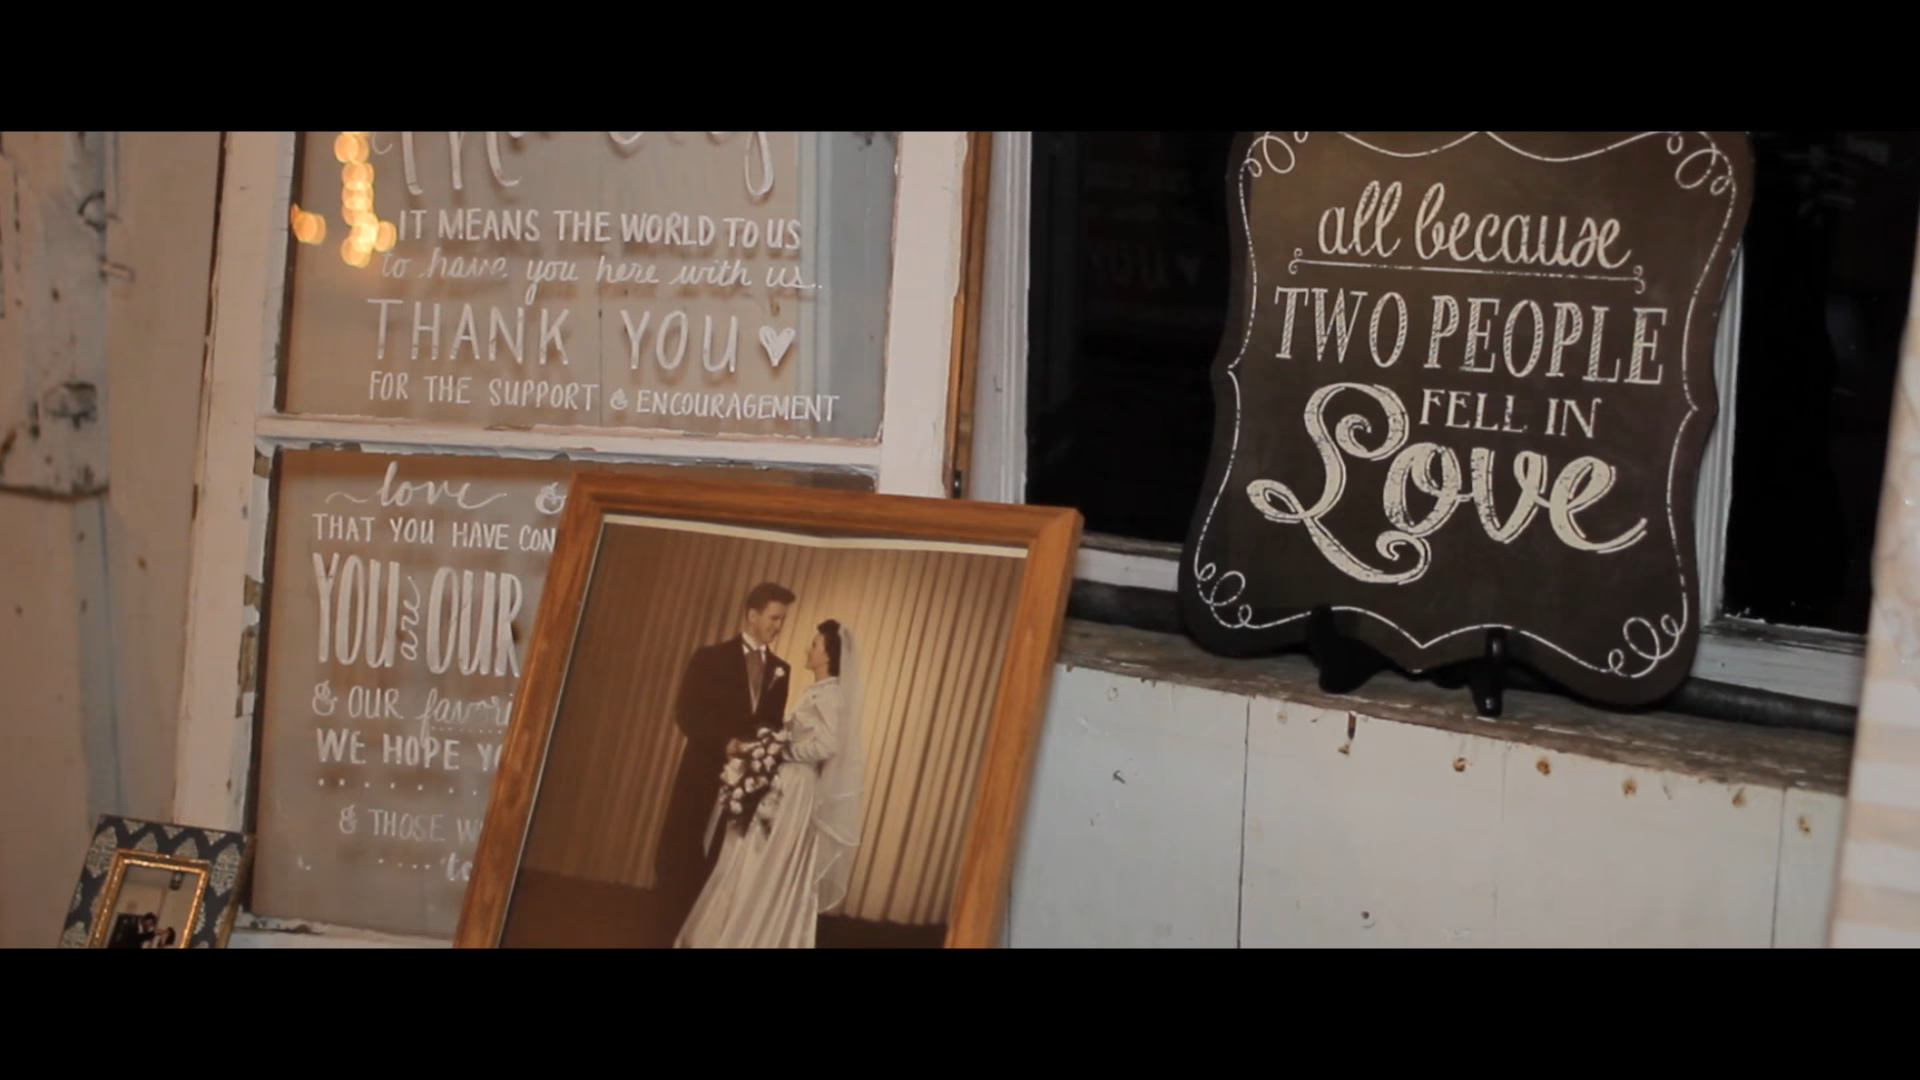 IT MEANS THE WORLD TO US
to have you here with us.
THANK YOU
FOR THE SUPPORT & ENCOURAGEMENT
love &
THAT YOU HAVE
YOU are OUR
& OUR
WE HOPE
& THOSE
all because
TWO PEOPLE
FELL IN
Love